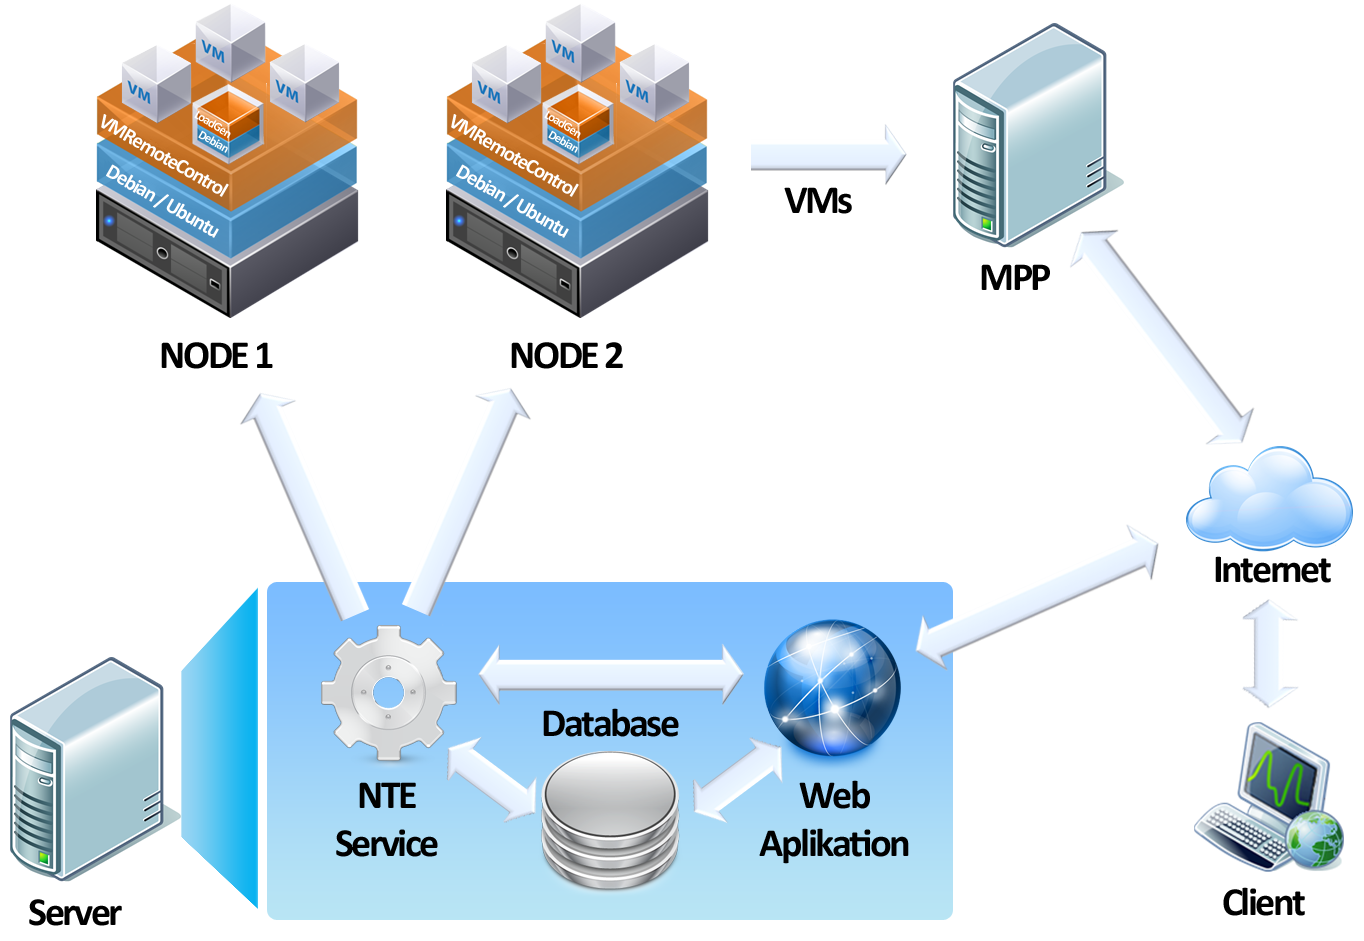 VM
VM
VM
LoadGen
Debian
VMRemoteControl
Debian / Ubuntu
NODE 1
VM
VM
VM
LoadGen
Debian
VMRemoteControl
Debian / Ubuntu
NODE 2
VMs
MPP
Internet
Client
Server
NTE
Service
Database
Web
Aplikation